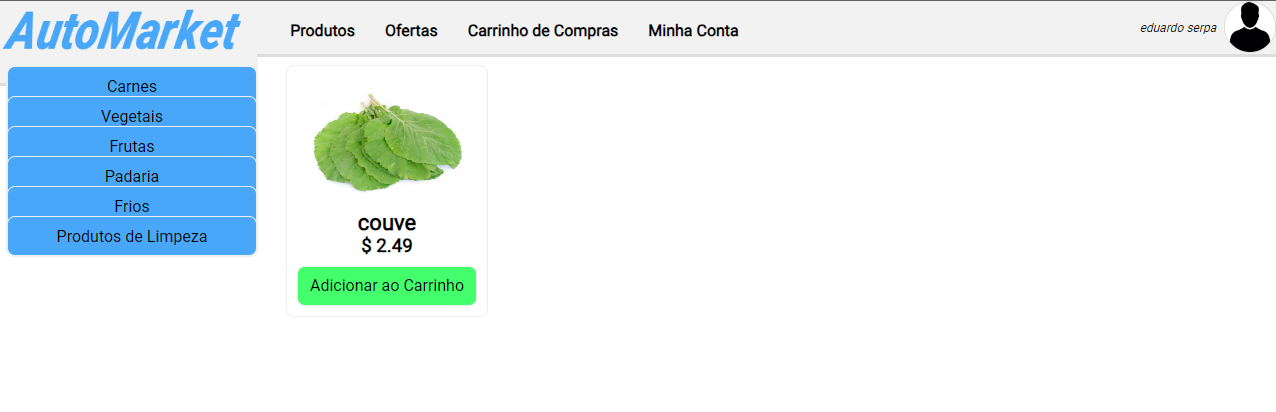 AutoMarket
Produtos Ofertas Carrinho de Compras Minha Conta
eduardo serpa
Carnes
Vegetais
Frutas
Padaria
Frios
Produtos de Limpeza
couve
$ 2.49
Adicionar ao Carrinho